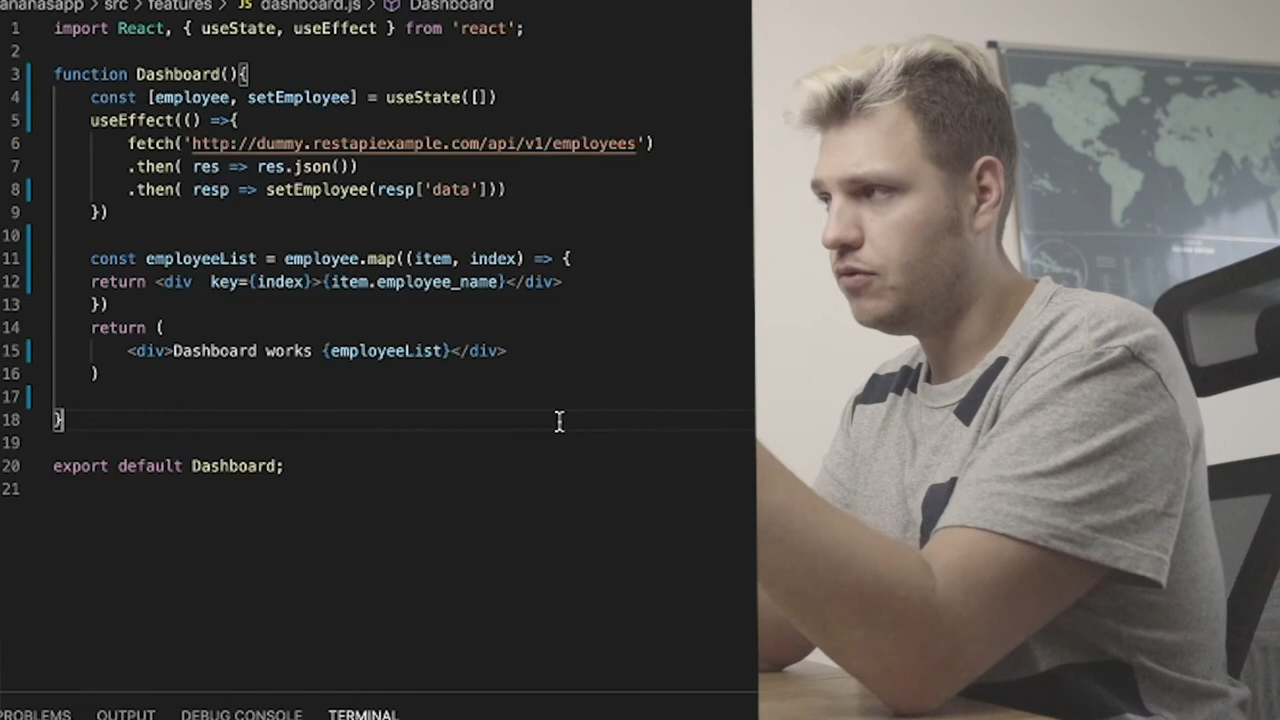 ananasapp > src > features > JS dashboard.js > Dashboard
1 import React, { useState, useEffect } from 'react';
2
3 function Dashboard(){
4 const [employee, setEmployee] = useState([])
5 useEffect(() =>{
6 fetch('http://dummy.restapiexample.com/api/v1/employees')
7 .then( res => res.json())
8 .then( resp => setEmployee(resp['data']))
9 })
10
11 const employeeList = employee.map((item, index) => {
12 return <div  key={index}>{item.employee_name}</div>
13 })
14 return (
15 <div>Dashboard works {employeeList}</div>
16 )
17
18 }
19
20 export default Dashboard;
21
PROBLEMS OUTPUT DEBUG CONSOLE TERMINAL